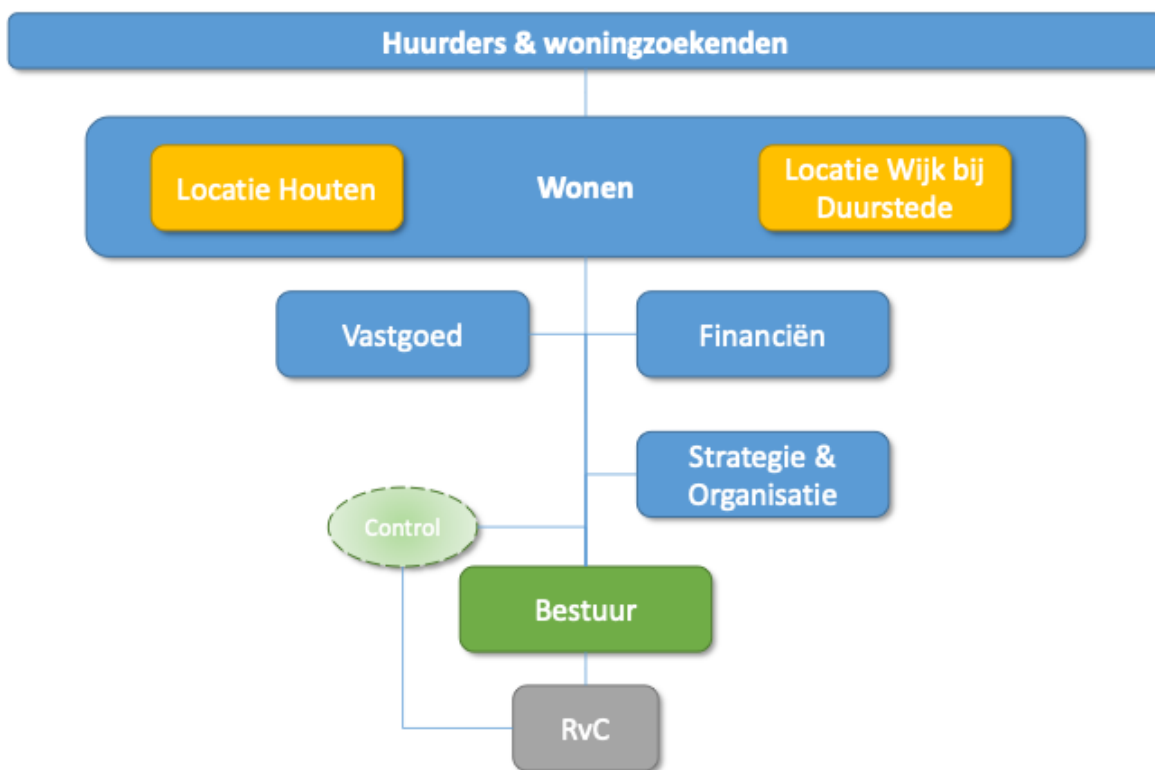 Huurders & woningzoekenden
Locatie Houten
Wonen
Locatie Wijk bij
Duurstede
Vastgoed
Financiën
Strategie &
Organisatie
Control
Bestuur
RvC